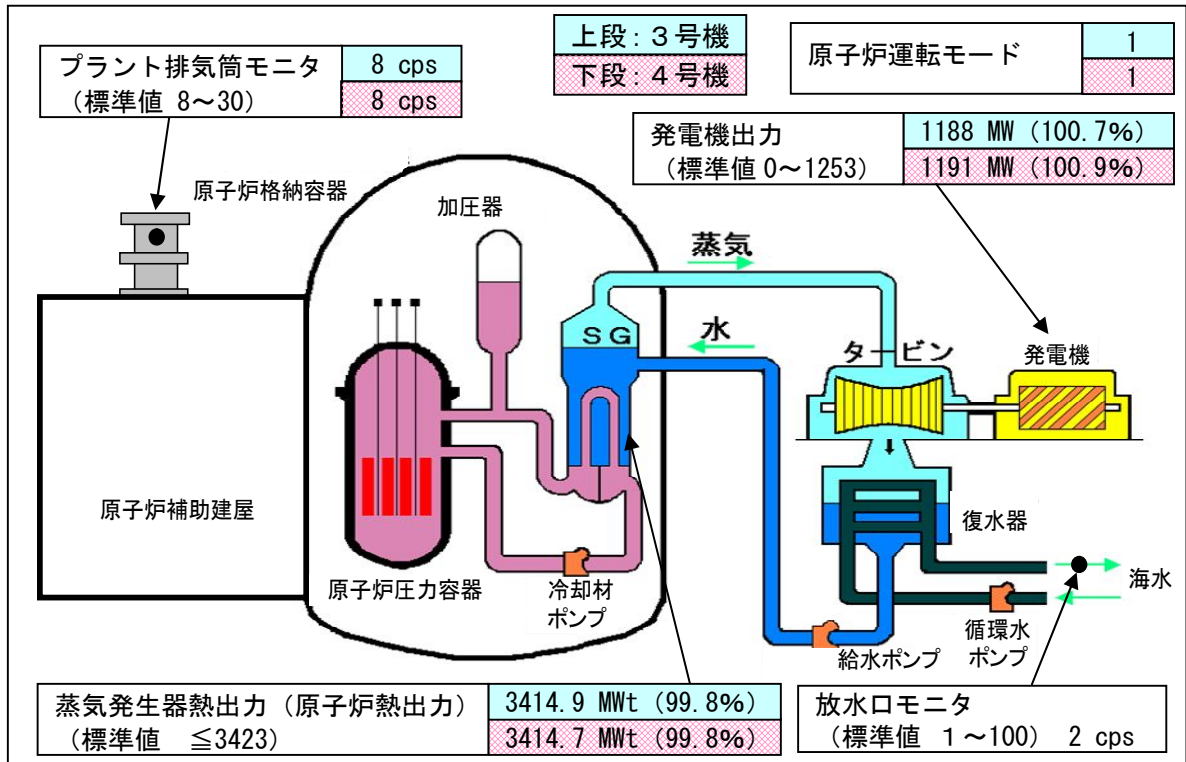 プラント排気筒モニタ
(標準値 8～30)
8 cps
8 cps
上段:3号機
下段:4号機
原子炉運転モード
1
1
発電機出力
(標準値 0～1253)
1188 MW (100.7%)
1191 MW (100.9%)
原子炉格納容器
加圧器
蒸気
水
SG
タービン
発電機
原子炉補助建屋
原子炉圧力容器
冷却材
ポンプ
復水器
海水
循環水
ポンプ
給水ポンプ
蒸気発生器熱出力(原子炉熱出力)
(標準値 ≦3423)
3414.9 MWt (99.8%)
3414.7 MWt (99.8%)
放水口モニタ
(標準値 1～100) 2 cps